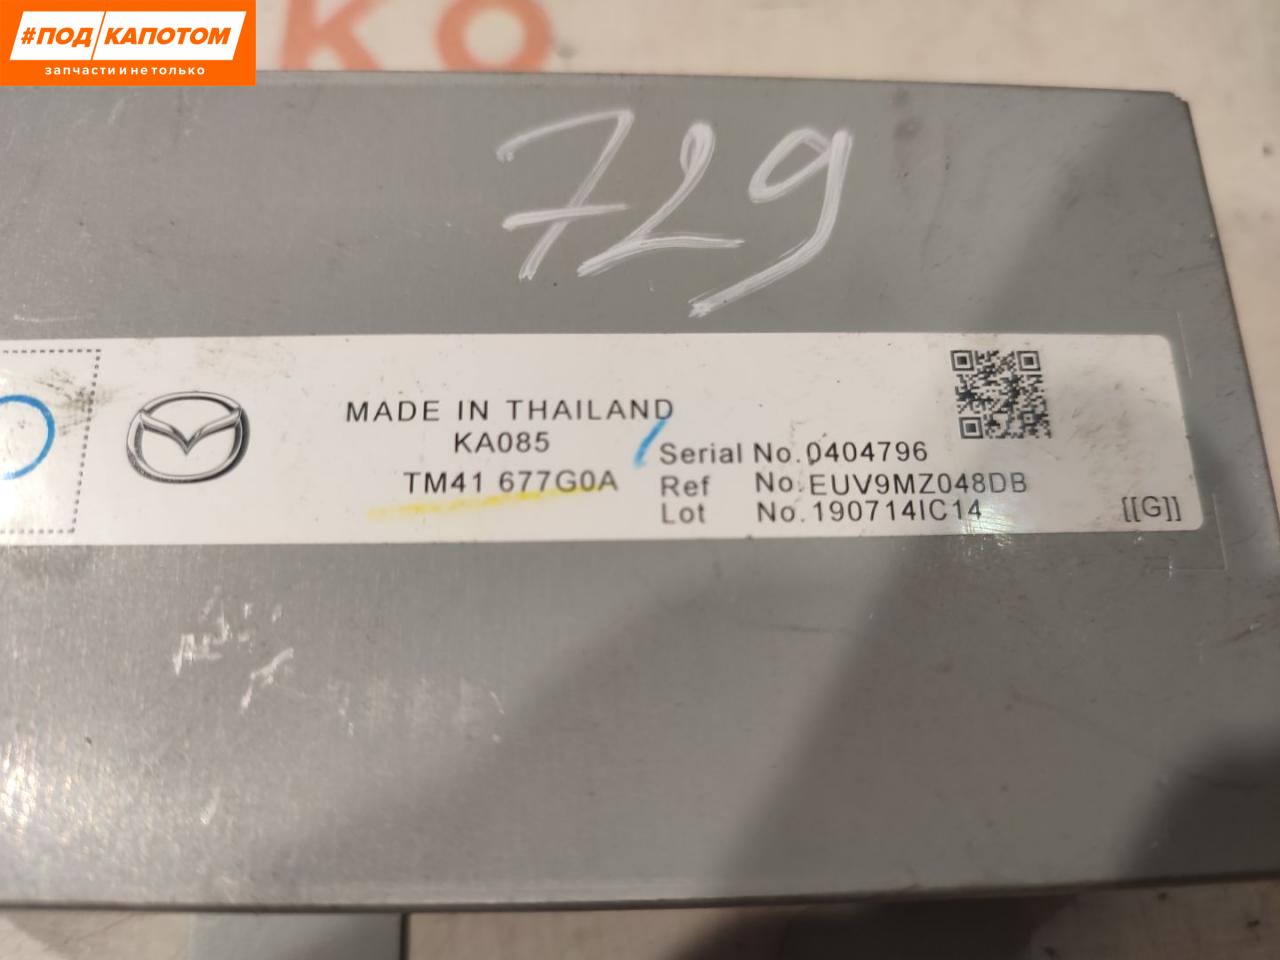 #ПОД КАПОТОМ
ЗАПЧАСТИ И НЕ ТОЛЬКО
КО
729
MADE IN THAILAND
KA085
TM41 677G0A
Serial No.0404796
Ref No.EUV9MZ048DB
Lot No.190714IC14
[[G]]